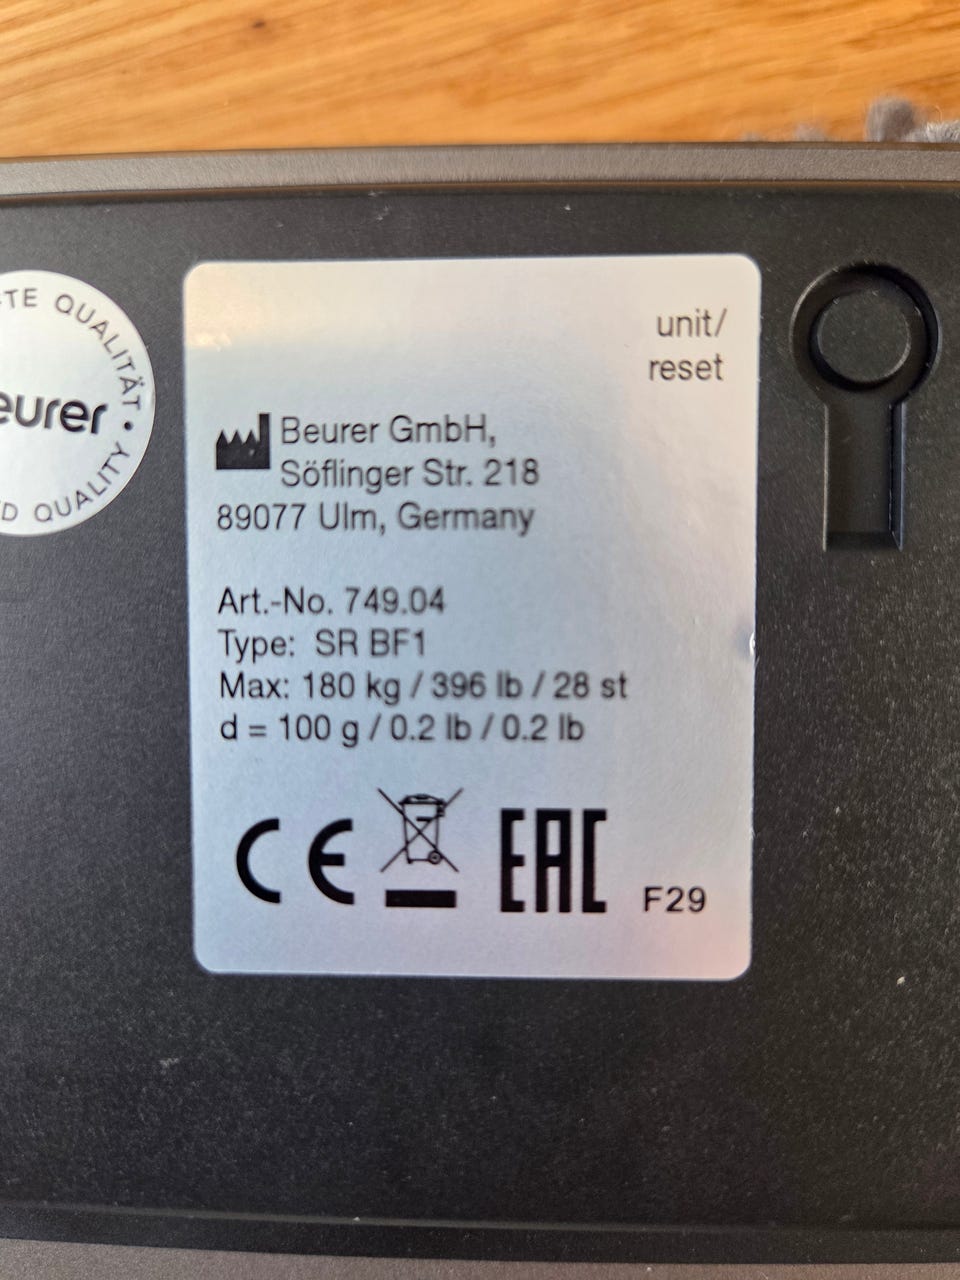 QUALITÄT •
eurer
QUALITY
unit/
reset
Beurer GmbH,
Söflinger Str. 218
89077 Ulm, Germany
Art.-No. 749.04
Type: SR BF1
Max: 180 kg / 396 lb / 28 st
d = 100 g / 0.2 lb / 0.2 lb
CE
EAC
F29